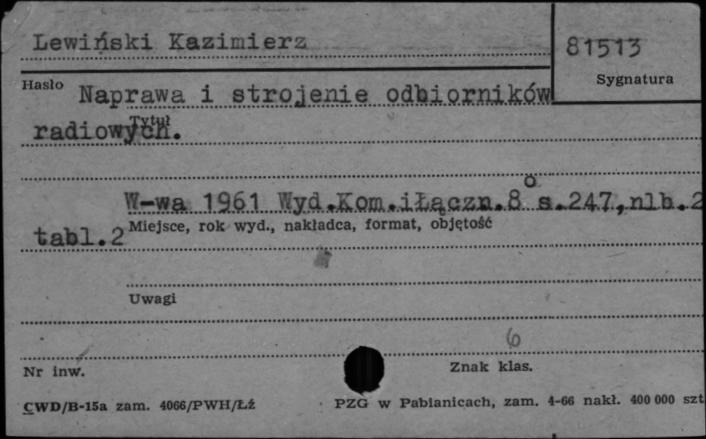 Lewiński Kazimierz
81513
Sygnatura
Hasło
Naprawa i strojenie odbiorników
radiowych.
Tytuł
W-wa 1961 Wyd.Kom.iŁączn.8° s.247,nlb.2
tabl.2
Miejsce, rok wyd., nakładca, format, objętość
Uwagi
6
Nr inw.
Znak klas.
CWD/B-15a zam. 4066/PWH/Łź
PZG w Pabianicach, zam. 4-66 nakł. 400 000 szt